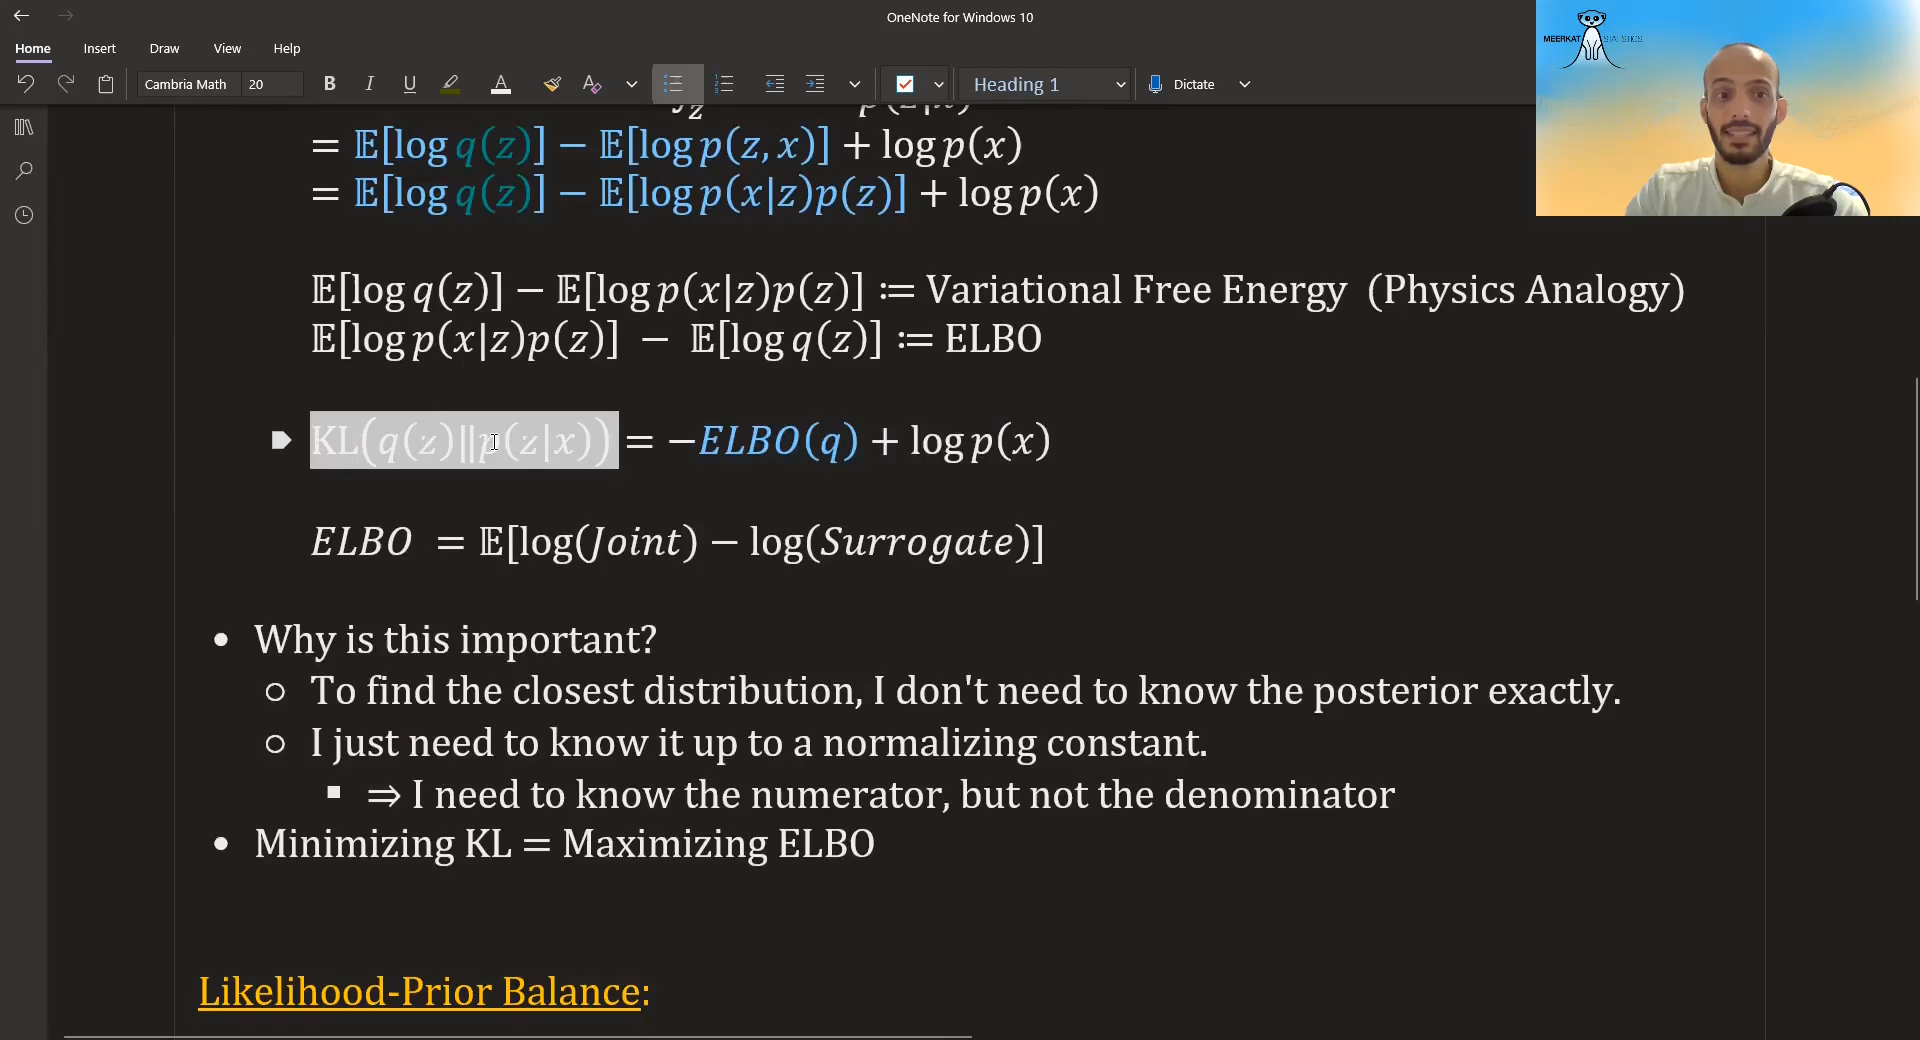 OneNote for Windows 10
Home Insert Draw View Help
Cambria Math 20 B I U A A Heading 1 Dictate
MEERKAT STATISTICS
= 𝔼[log q(z)] − 𝔼[log p(z, x)] + log p(x)
= 𝔼[log q(z)] − 𝔼[log p(x|z)p(z)] + log p(x)
𝔼[log q(z)] − 𝔼[log p(x|z)p(z)] ≔ Variational Free Energy (Physics Analogy)
𝔼[log p(x|z)p(z)] − 𝔼[log q(z)] ≔ ELBO
KL(q(z)‖p(z|x)) = −ELBO(q) + log p(x)
ELBO = 𝔼[log(Joint) − log(Surrogate)]
• Why is this important?
○ To find the closest distribution, I don't need to know the posterior exactly.
○ I just need to know it up to a normalizing constant.
▪ ⇒ I need to know the numerator, but not the denominator
• Minimizing KL = Maximizing ELBO
Likelihood-Prior Balance: